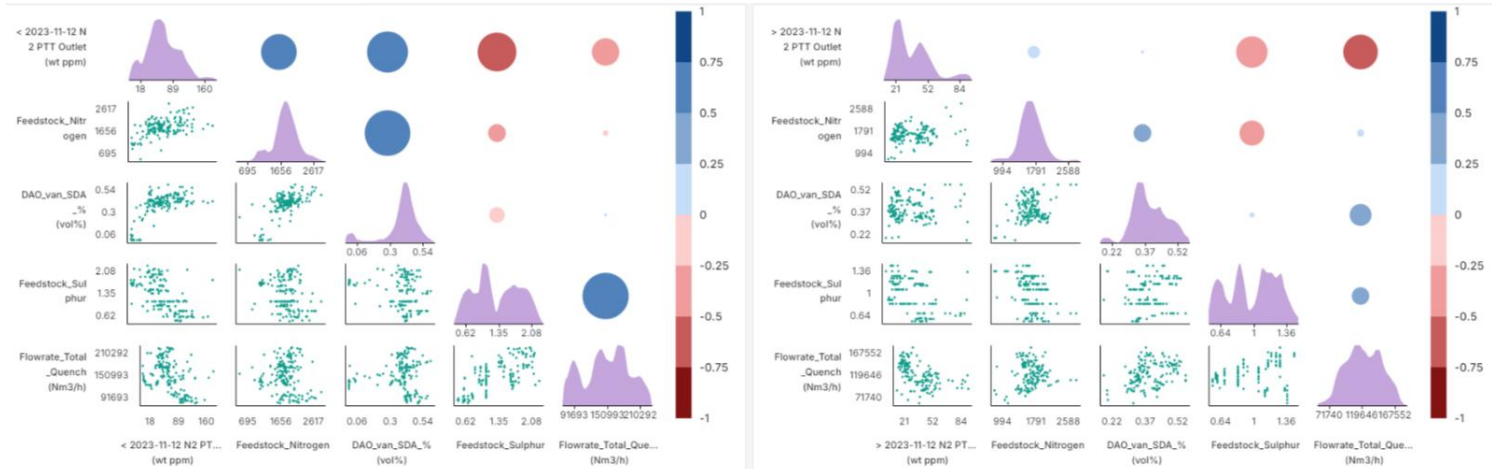 < 2023-11-12 N
2 PTT Outlet
(wt ppm)
18 89 160
Feedstock_Nitr
ogen
2617
1656
695
695 1656 2617
DAO_van_SDA
_%
(vol%)
0.54
0.3
0.06
0.06 0.3 0.54
Feedstock_Sul
phur
2.08
1.35
0.62
0.62 1.35 2.08
Flowrate_Total
_Quench
(Nm3/h)
210292
150993
91693
91693 150993 210292
18 89 160
695 1656 2617
0.06 0.3 0.54
0.62 1.35 2.08
< 2023-11-12 N2 PT...
(wt ppm)
Feedstock_Nitrogen
DAO_van_SDA_%
(vol%)
Feedstock_Sulphur
Flowrate_Total_Que...
(Nm3/h)
1
0.75
0.5
0.25
0
-0.25
-0.5
-0.75
-1
> 2023-11-12 N
2 PTT Outlet
(wt ppm)
21 52 84
Feedstock_Nitr
ogen
2588
1791
994
994 1791 2588
DAO_van_SDA
_%
(vol%)
0.52
0.37
0.22
0.22 0.37 0.52
Feedstock_Sul
phur
1.36
1
0.64
0.64 1 1.36
Flowrate_Total
_Quench
(Nm3/h)
167552
119646
71740
71740 119646 167552
21 52 84
994 1791 2588
0.22 0.37 0.52
0.64 1 1.36
> 2023-11-12 N2 PT...
(wt ppm)
Feedstock_Nitrogen
DAO_van_SDA_%
(vol%)
Feedstock_Sulphur
Flowrate_Total_Que...
(Nm3/h)
1
0.75
0.5
0.25
0
-0.25
-0.5
-0.75
-1